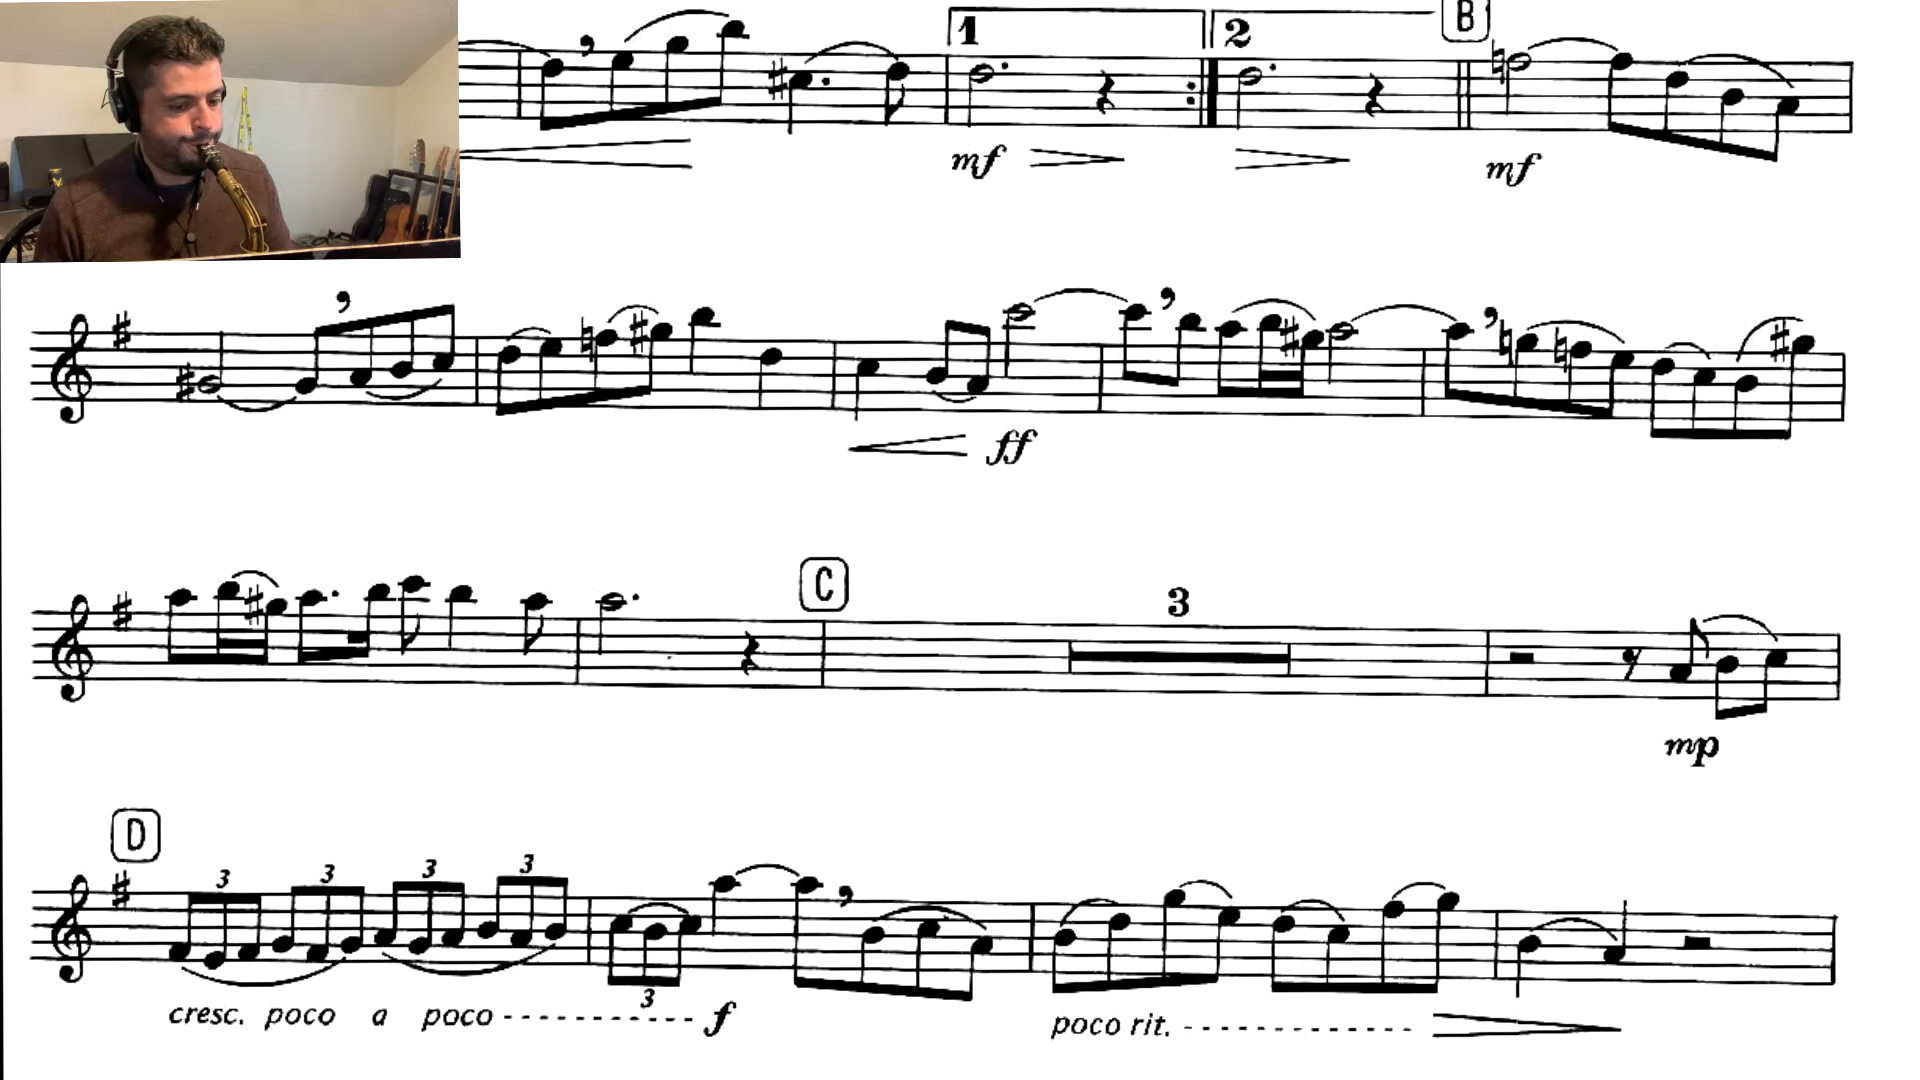 1 2 B
mf mf
ff
C 3
mp
D
3 3 3 3
cresc. poco a poco 3 f poco rit.